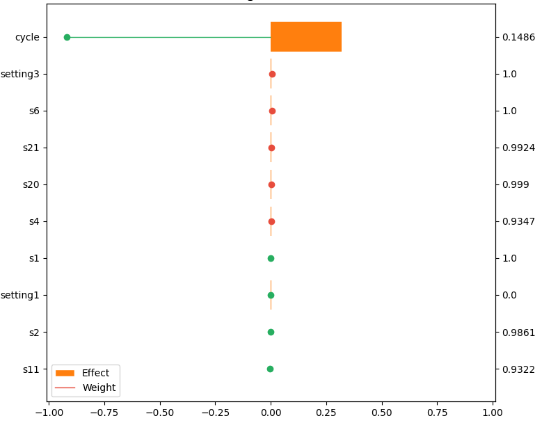 cycle 0.1486
setting3 1.0
s6 1.0
s21 0.9924
s20 0.999
s4 0.9347
s1 1.0
setting1 0.0
s2 0.9861
s11 0.9322
Effect
Weight
−1.00 −0.75 −0.50 −0.25 0.00 0.25 0.50 0.75 1.00